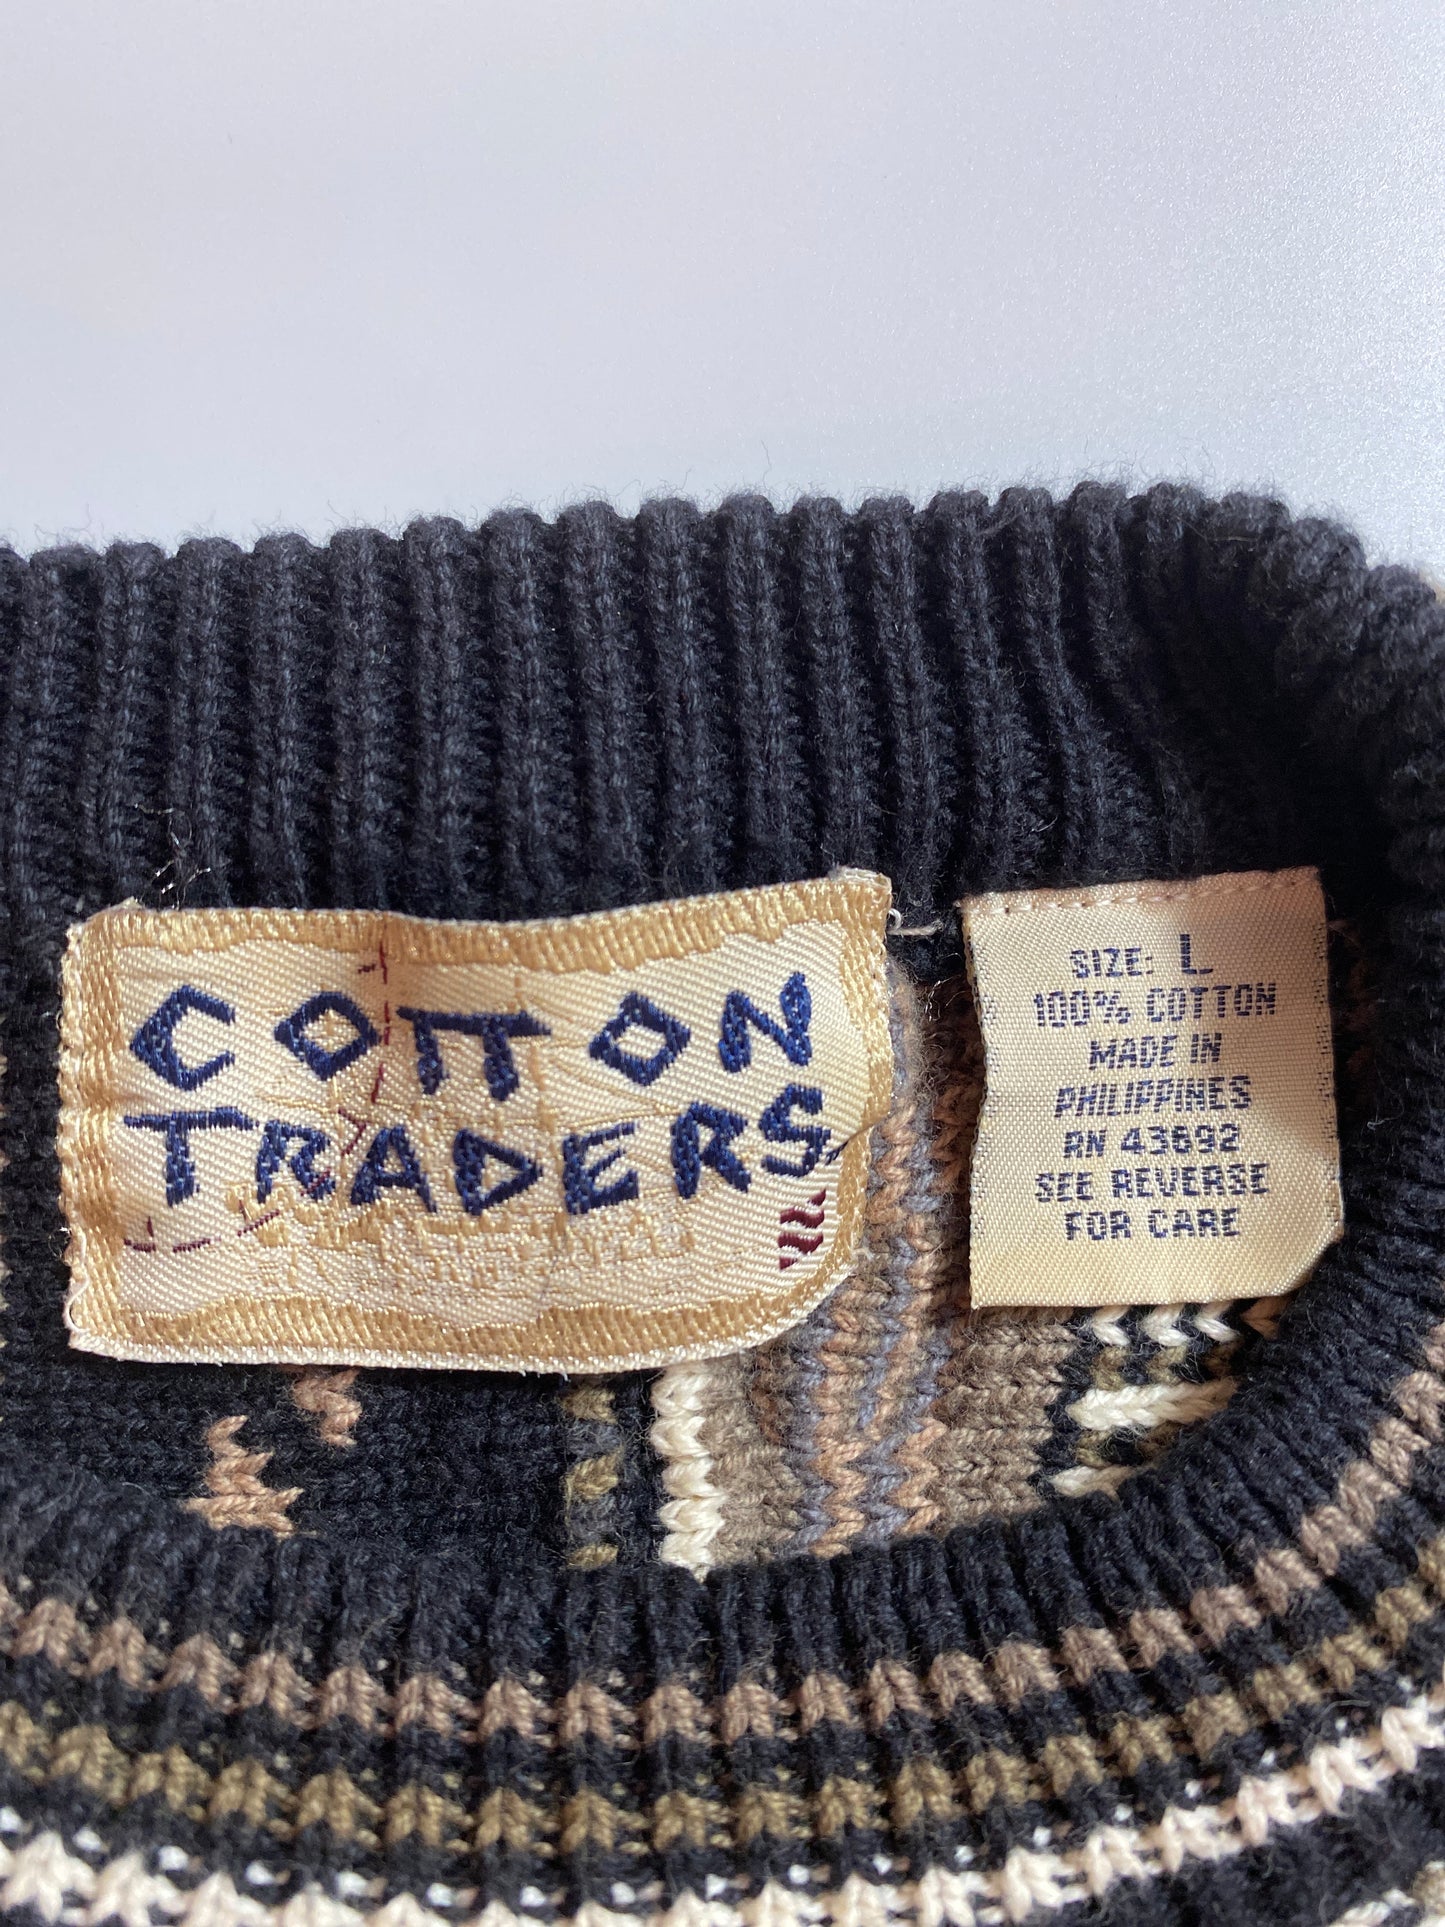 COTTON
TRADERS
SIZE: L
100% COTTON
MADE IN
PHILIPPINES
RN 43692
SEE REVERSE
FOR CARE